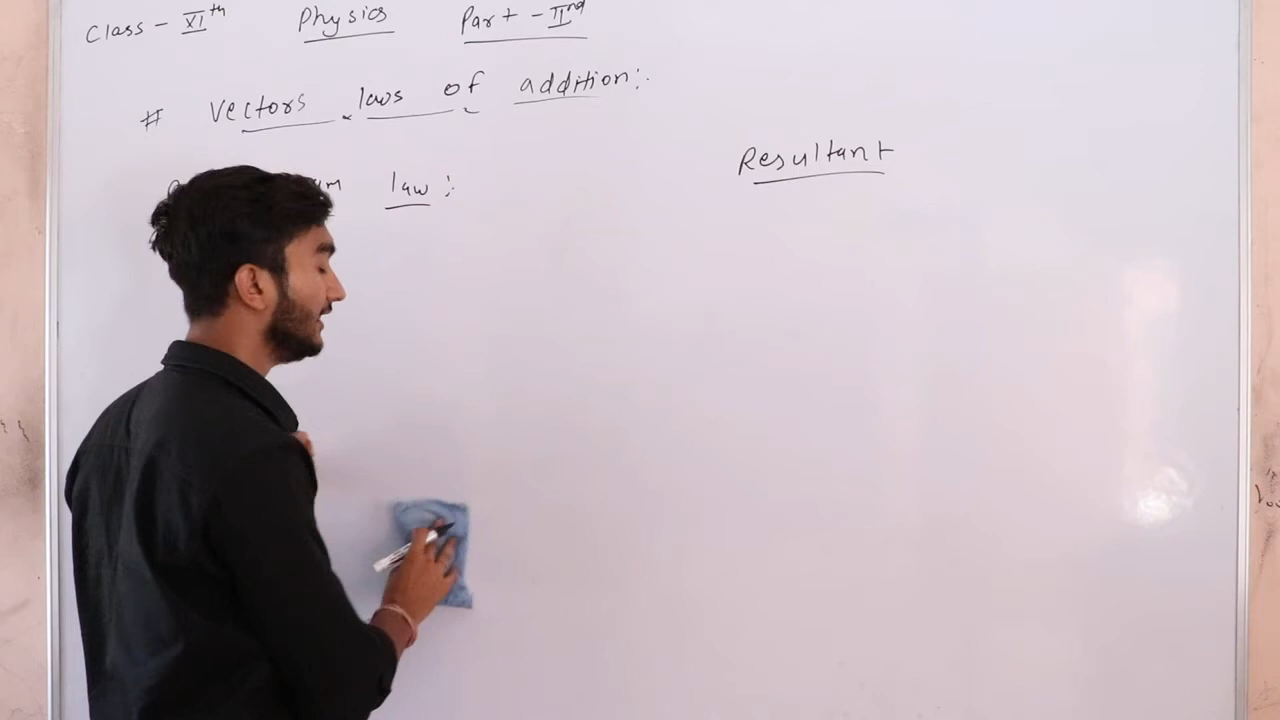 Class - XIth Physics Part - IInd
# Vectors laws of addition:.
Resultant
law :